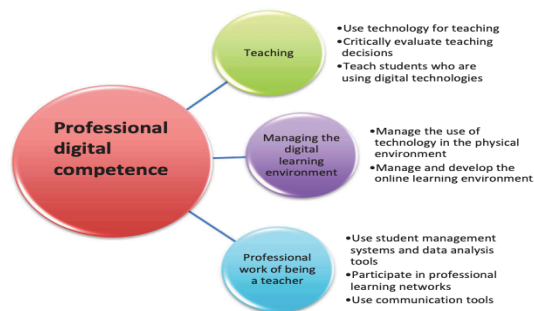 Professional
digital
competence
Teaching
•Use technology for teaching
•Critically evaluate teaching
decisions
•Teach students who are
using digital technologies
Managing the
digital
learning
environment
•Manage the use of
technology in the physical
environment
•Manage and develop the
online learning environment
Professional
work of being
a teacher
•Use student management
systems and data analysis
tools
•Participate in professional
learning networks
•Use communication tools